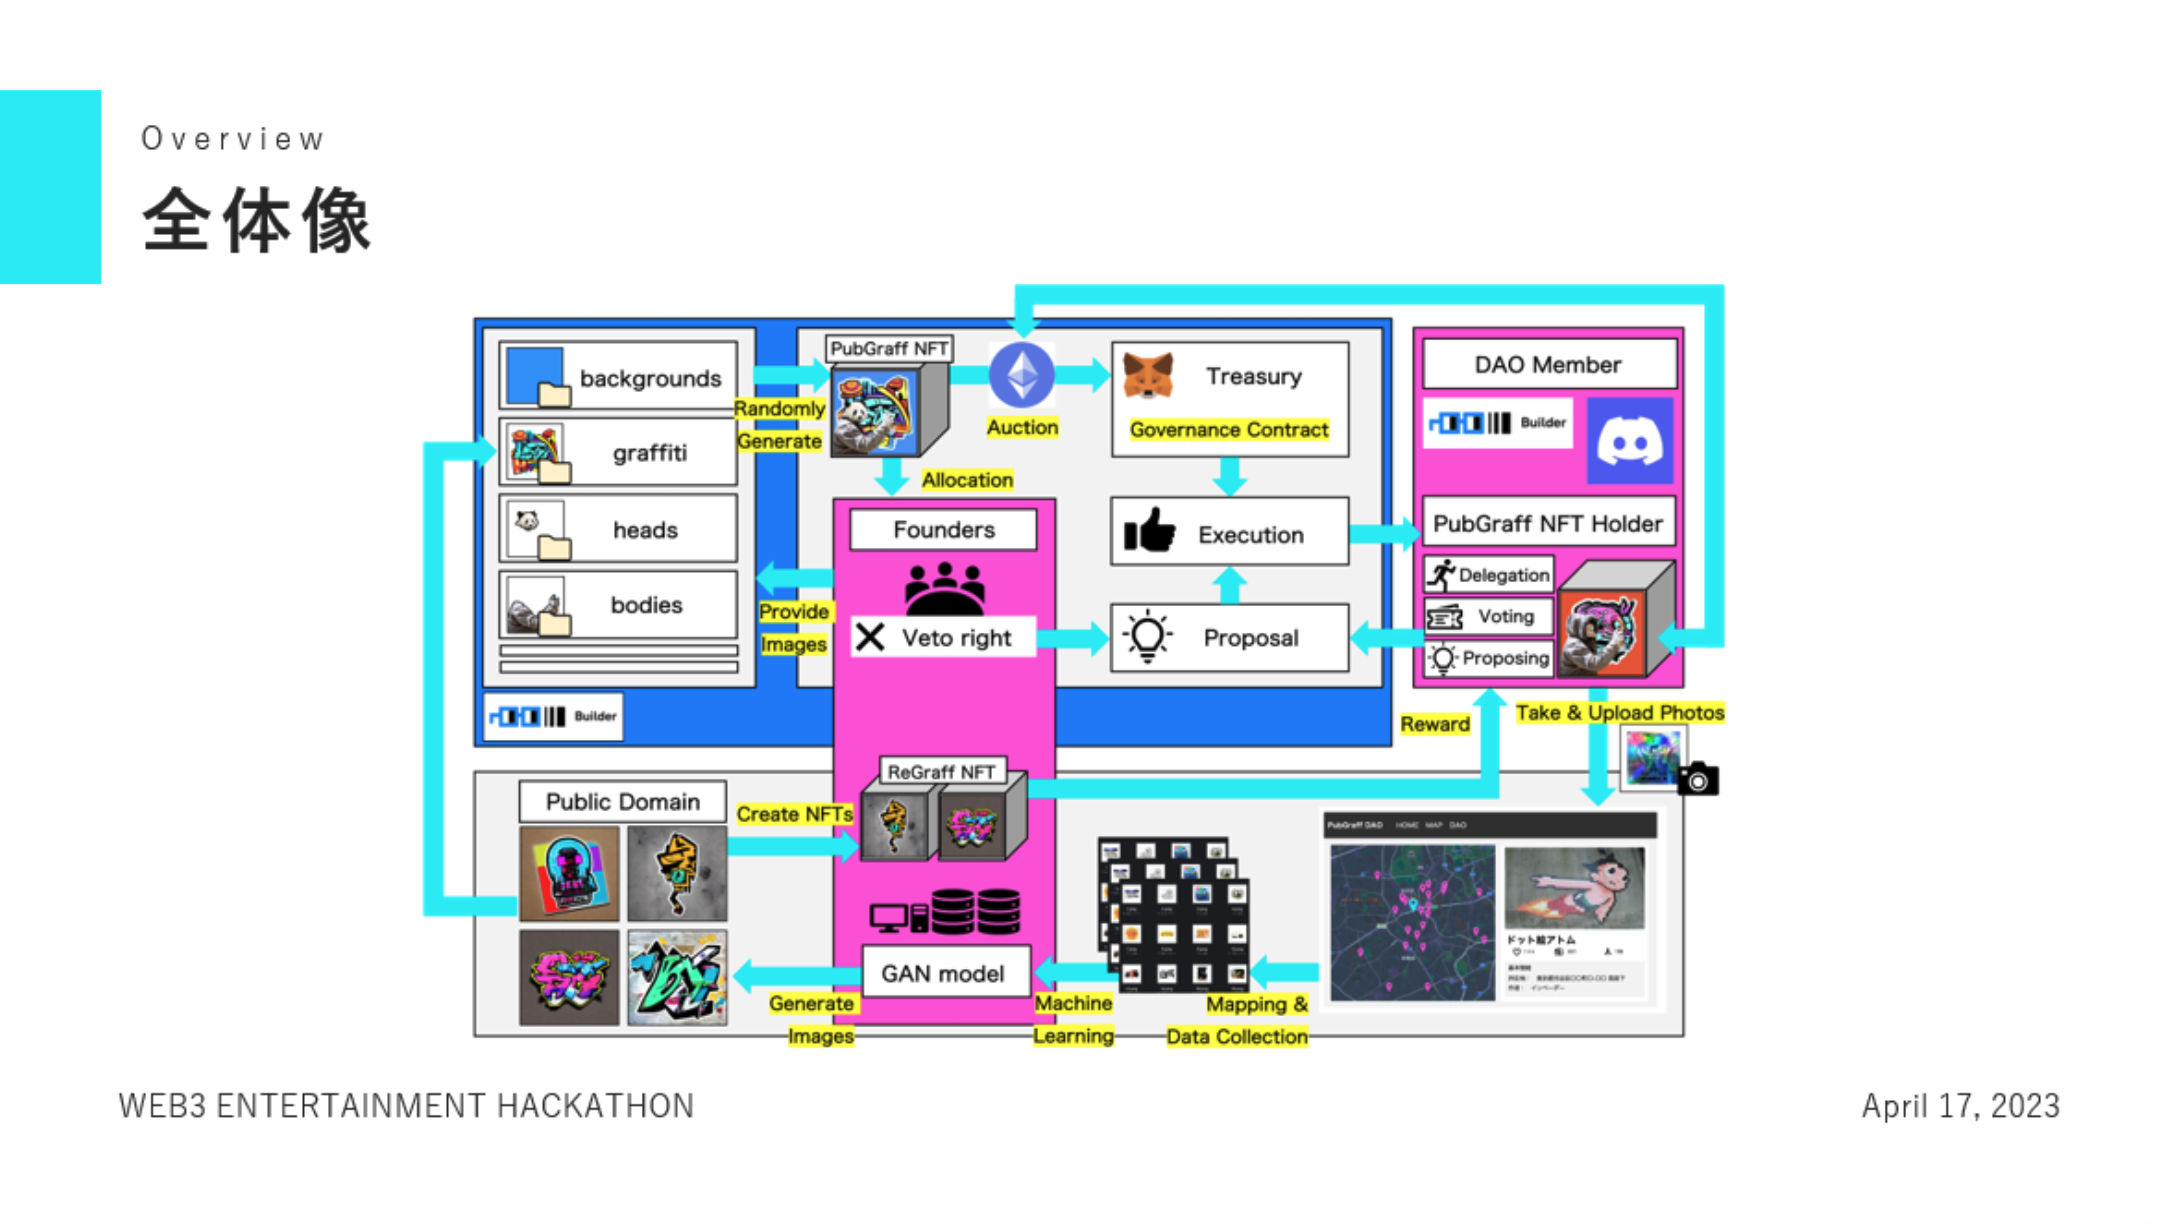 Overview
全体像
backgrounds
graffiti
heads
bodies
Builder
Randomly
Generate
PubGraff NFT
Auction
Allocation
Treasury
Governance Contract
Execution
Proposal
Founders
Veto right
Provide
Images
DAO Member
Builder
PubGraff NFT Holder
Delegation
Voting
Proposing
Reward
Take & Upload Photos
Public Domain
Create NFTs
ReGraff NFT
GAN model
Generate
Images
Machine
Learning
Mapping &
Data Collection
PubGraff DAO HOME MAP DAO
ドット絵アトム
WEB3 ENTERTAINMENT HACKATHON
April 17, 2023